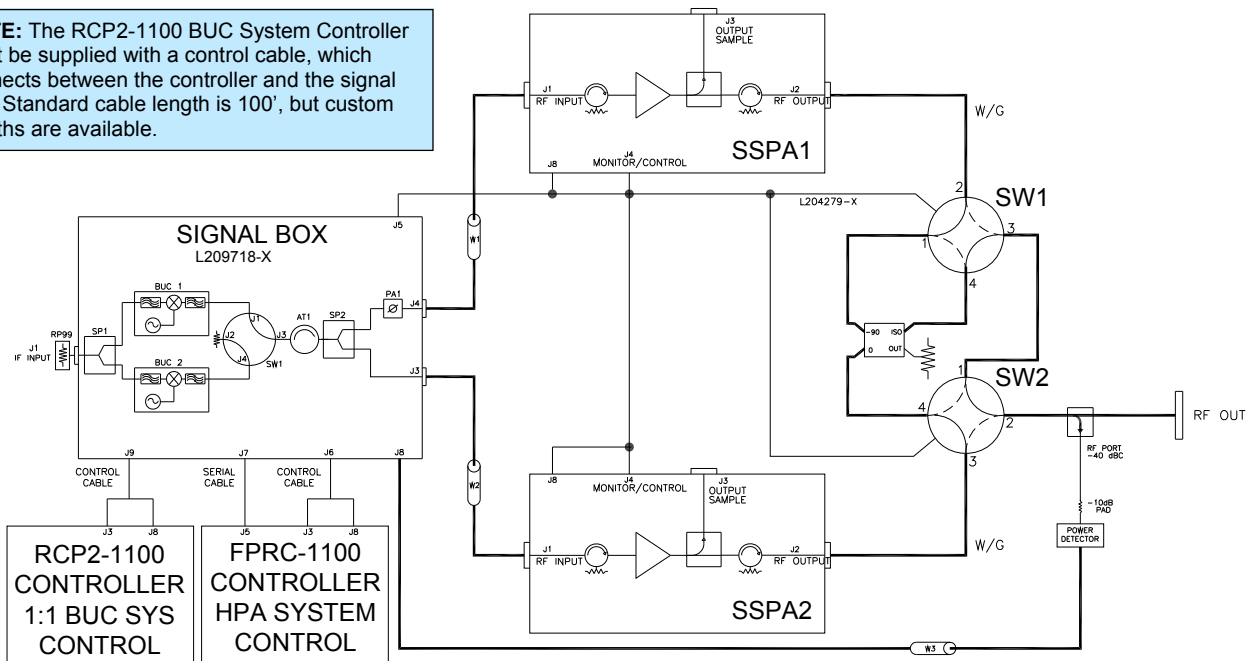 TE: The RCP2-1100 BUC System Controller
t be supplied with a control cable, which
nects between the controller and the signal
Standard cable length is 100', but custom
ths are available.
J3
OUTPUT
SAMPLE
J1
RF INPUT
J2
RF OUTPUT
SSPA1
J8
J4
MONITOR/CONTROL
W/G
L204279-X
2
SW1
1
3
4
J5
SIGNAL BOX
L209718-X
W1
BUC 1
BUC 2
RP99
J1
IF INPUT
SP1
J1
J2
J3
J4
SW1
AT1
SP2
PA1
J4
J3
-90
ISO
0
OUT
1
SW2
4
2
3
RF OUT
RF PORT
-40 dBC
-10dB
PAD
POWER
DETECTOR
W2
J9
J7
J6
J8
CONTROL
CABLE
SERIAL
CABLE
CONTROL
CABLE
J3
J8
J5
J3
J8
RCP2-1100
CONTROLLER
1:1 BUC SYS
CONTROL
FPRC-1100
CONTROLLER
HPA SYSTEM
CONTROL
J8
J4
MONITOR/CONTROL
J3
OUTPUT
SAMPLE
J1
RF INPUT
J2
RF OUTPUT
SSPA2
W/G
W3